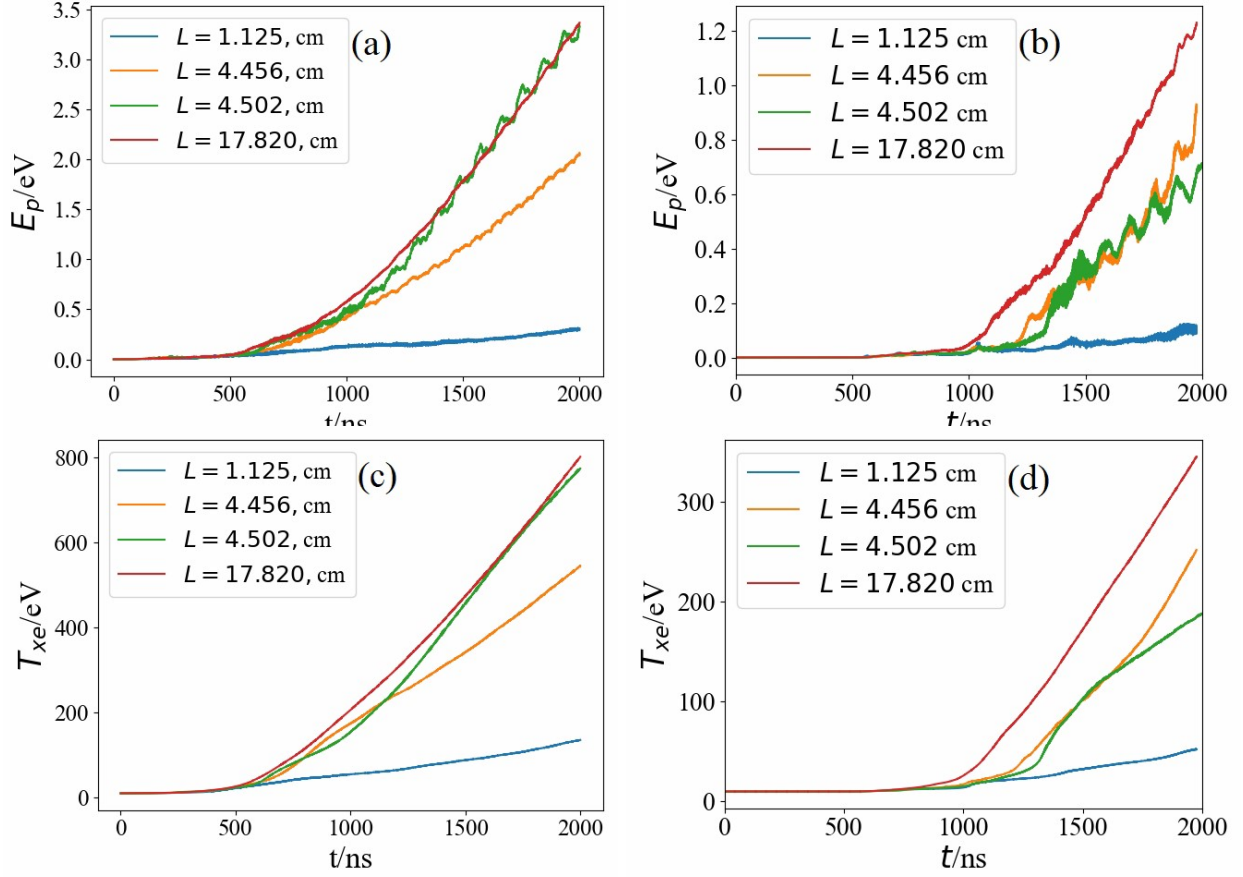 (a)
L = 1.125, cm
L = 4.456, cm
L = 4.502, cm
L = 17.820, cm
3.5
3.0
2.5
2.0
1.5
1.0
0.5
0.0
E_p/eV
0 500 1000 1500 2000
t/ns
(b)
L = 1.125 cm
L = 4.456 cm
L = 4.502 cm
L = 17.820 cm
1.2
1.0
0.8
0.6
0.4
0.2
0.0
E_p/eV
0 500 1000 1500 2000
t/ns
(c)
L = 1.125, cm
L = 4.456, cm
L = 4.502, cm
L = 17.820, cm
800
600
400
200
0
T_{xe}/eV
0 500 1000 1500 2000
t/ns
(d)
L = 1.125 cm
L = 4.456 cm
L = 4.502 cm
L = 17.820 cm
300
200
100
0
T_{xe}/eV
0 500 1000 1500 2000
t/ns